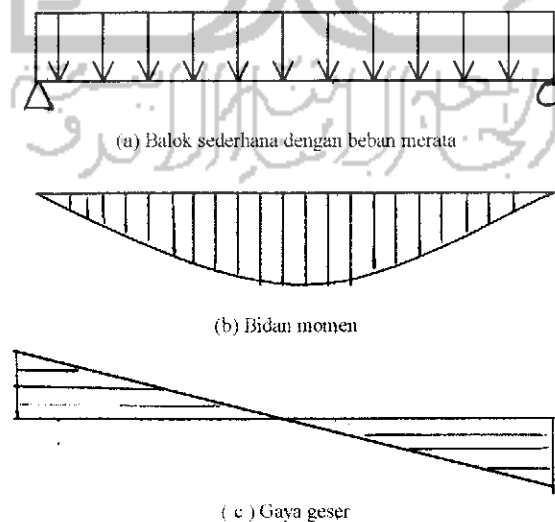 (a) Balok sederhana dengan beban merata
(b) Bidan momen
( c ) Gaya geser